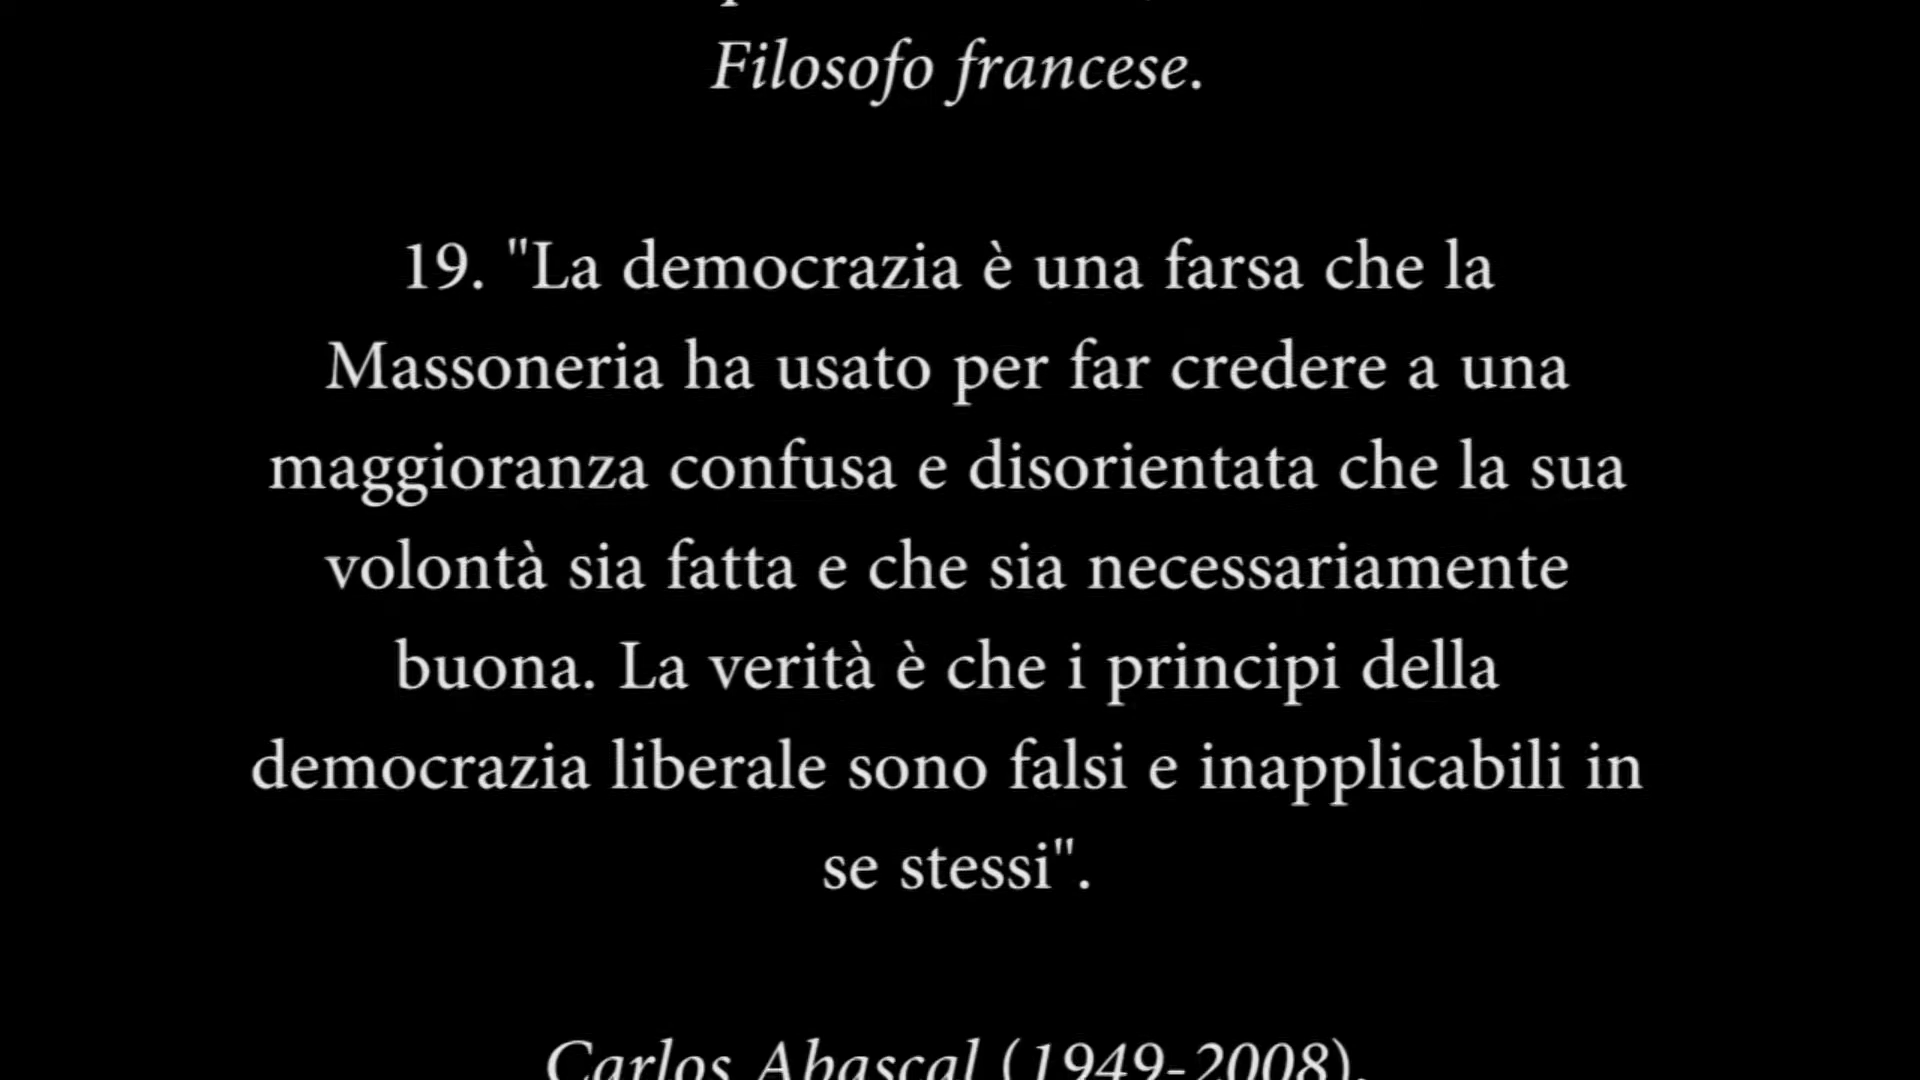 Filosofo francese.
19. "La democrazia è una farsa che la
Massoneria ha usato per far credere a una
maggioranza confusa e disorientata che la sua
volontà sia fatta e che sia necessariamente
buona. La verità è che i principi della
democrazia liberale sono falsi e inapplicabili in
se stessi".
Carlos Abascal (1949-2008).